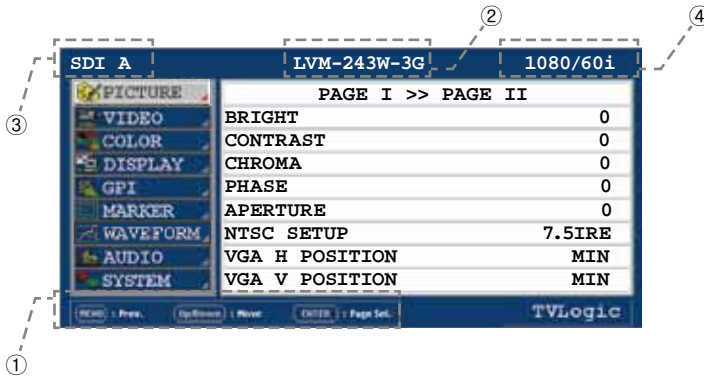 ② ④
SDI A LVM-243W-3G 1080/60i
③
PICTURE PAGE I >> PAGE II
VIDEO BRIGHT 0
COLOR CONTRAST 0
DISPLAY CHROMA 0
GPI PHASE 0
MARKER APERTURE 0
WAVEFORM NTSC SETUP 7.5IRE
AUDIO VGA H POSITION MIN
SYSTEM VGA V POSITION MIN
MENU : Prev. Up/Down : Move ENTER : Page Sel. TVLogic
①